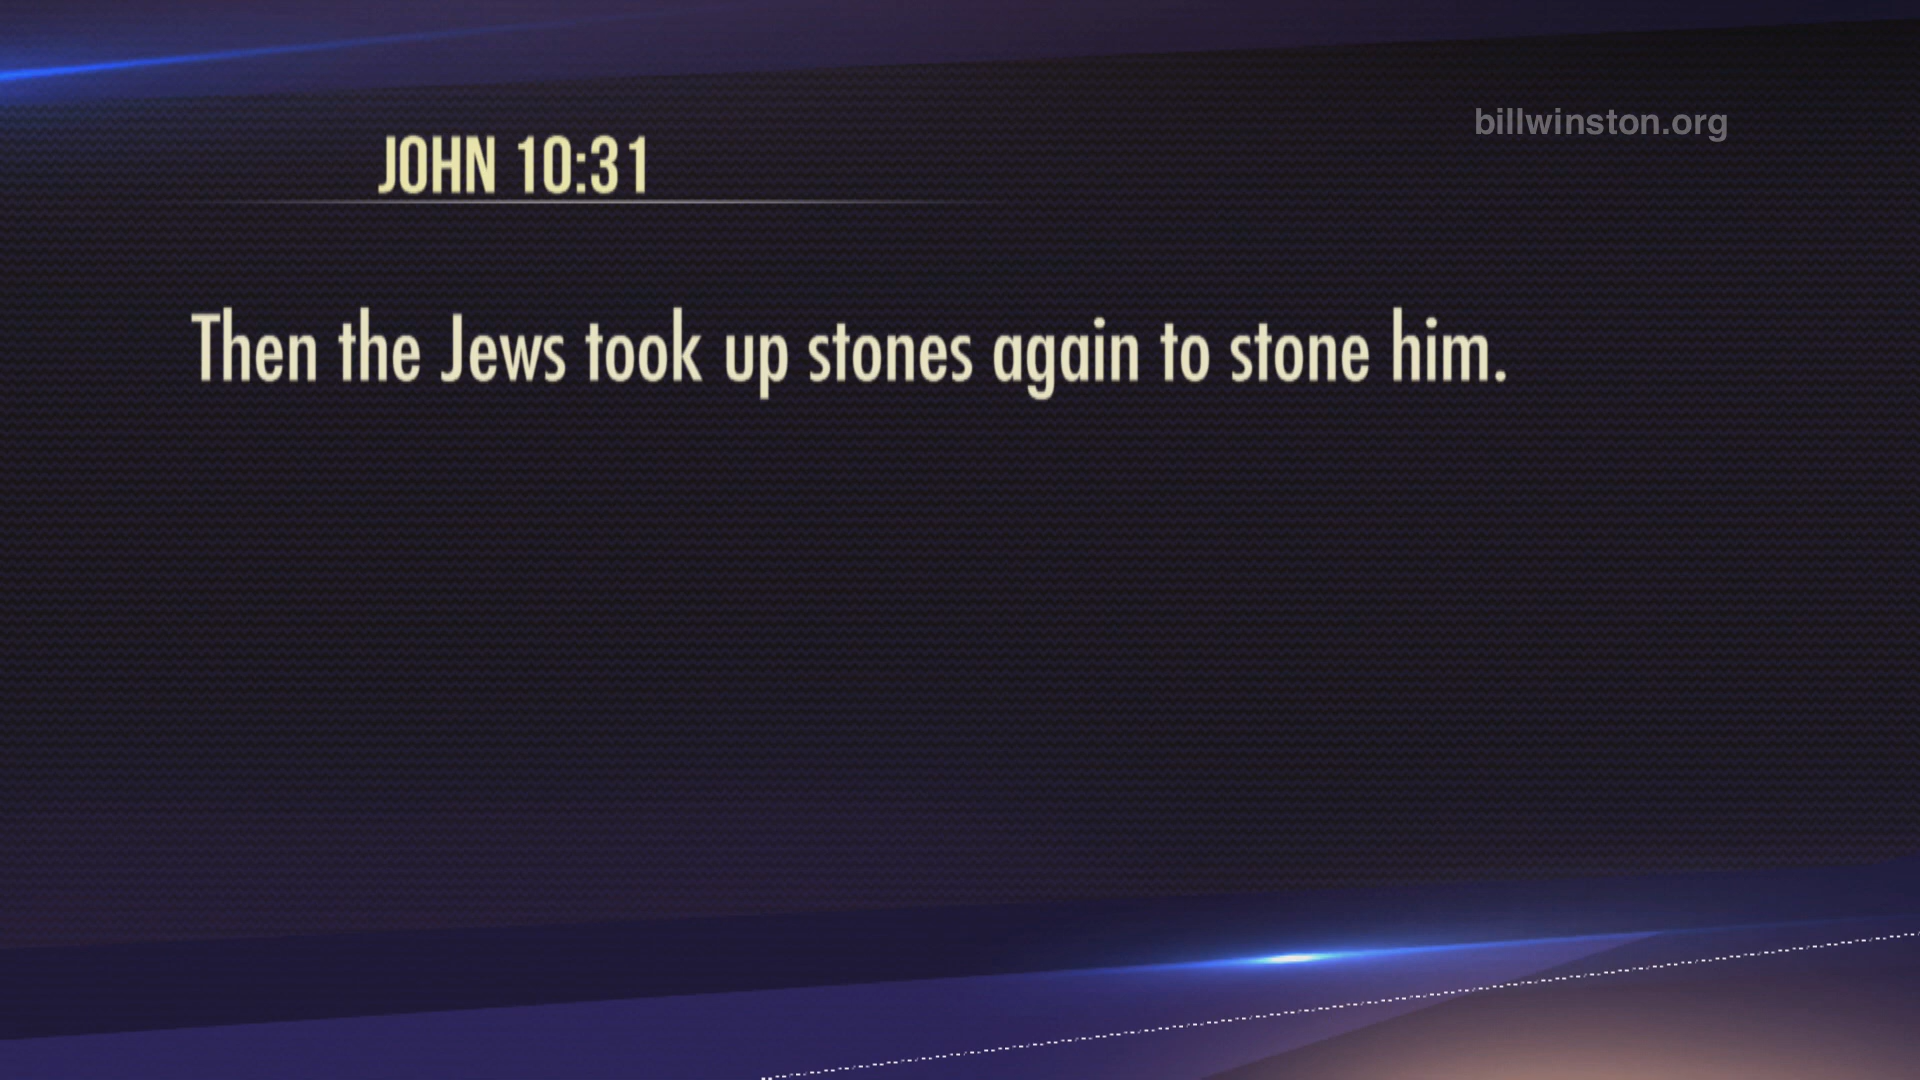 billwinston.org
JOHN 10:31
Then the Jews took up stones again to stone him.